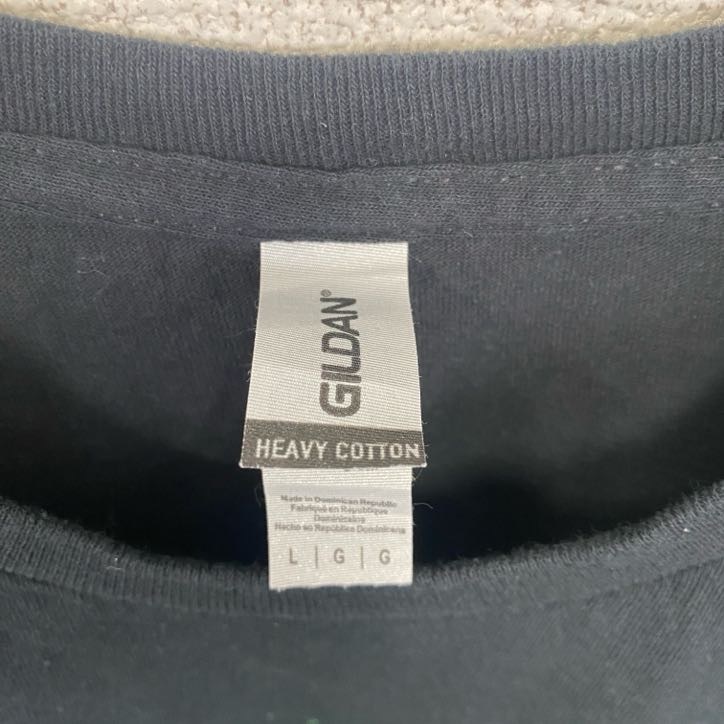 GILDAN®
HEAVY COTTON
Made in Dominican Republic
Fabriqué en République
Dominicaine
Hecho en República Dominicana
L | G | G